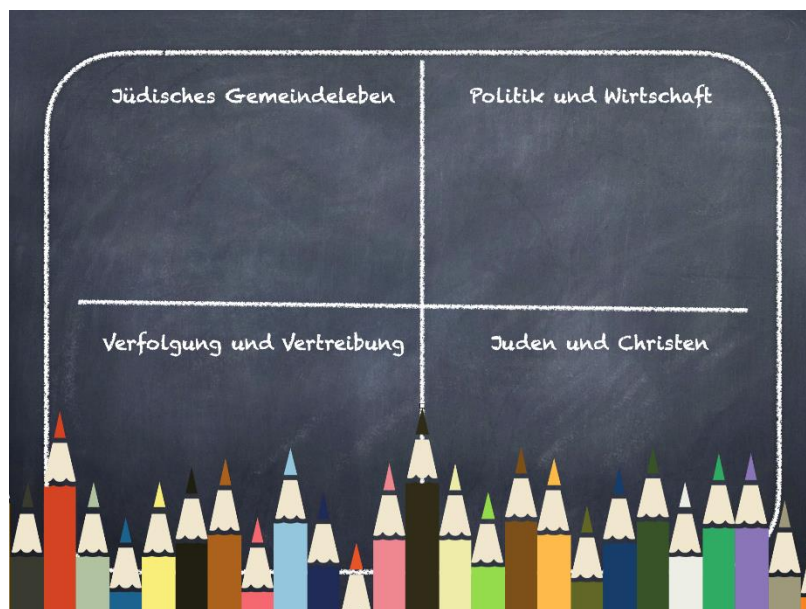 Jüdisches Gemeindeleben
Politik und Wirtschaft
Verfolgung und Vertreibung
Juden und Christen